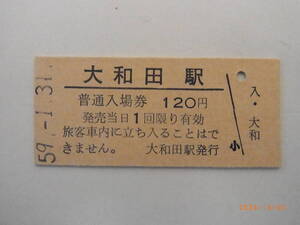 59.-1.31.
大和田駅
普通入場券 120円
発売当日1回限り有効
旅客車内に立ち入ることはで
きません。 大和田駅発行
入・大和
小